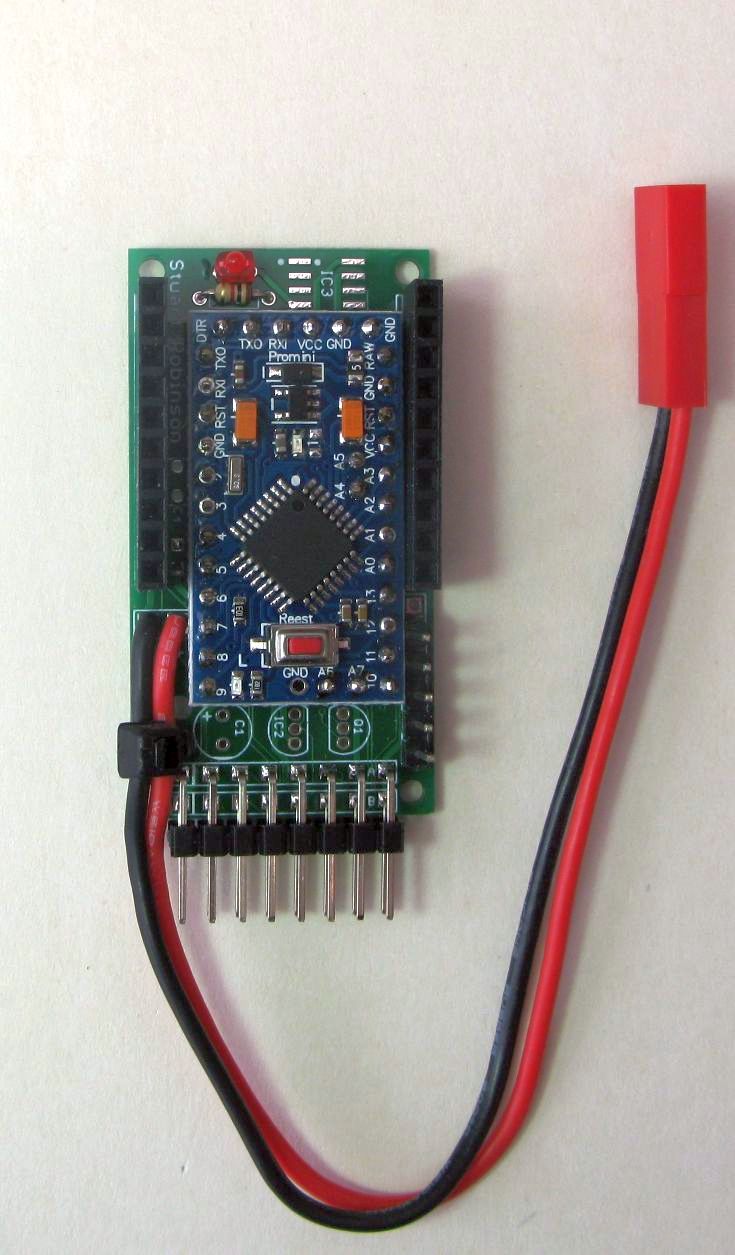 Stuart Robinson
IC3
DTR
TXO RXI VCC GND
GND
Promini
TXO
RXI
RST
GND
2
3
4
5
6
7
8
9
RAW
GND
RST
VCC
A5
A4
A3
A2
A1
A0
13
12
11
10
Reest
GND A6 A7
+
C1
IC2
Q1
A
B